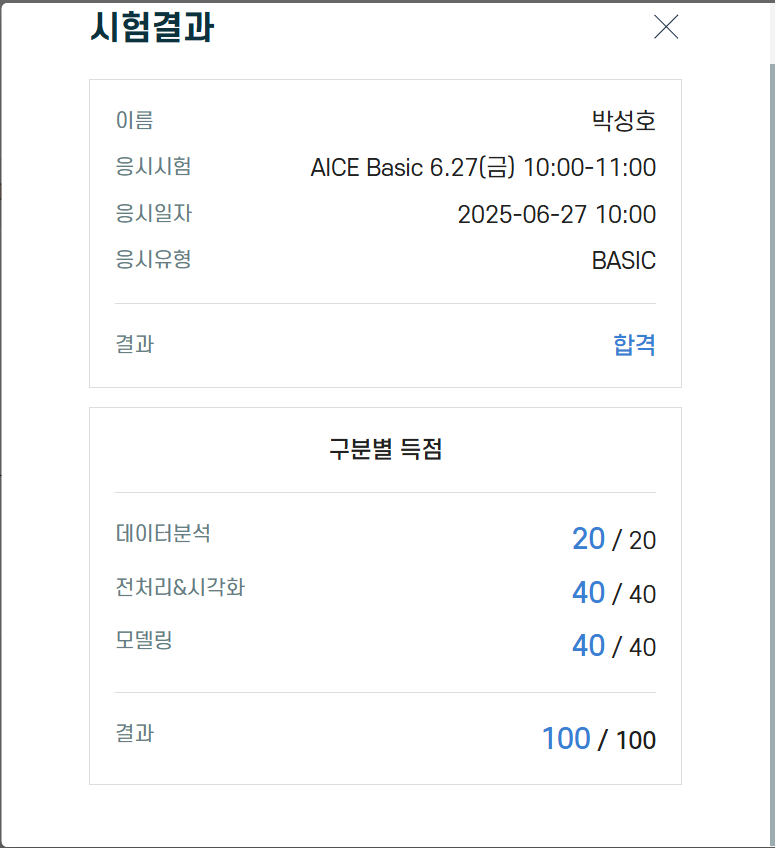 시험결과
이름 박성호
응시시험 AICE Basic 6.27(금) 10:00-11:00
응시일자 2025-06-27 10:00
응시유형 BASIC
결과 합격
구분별 득점
데이터분석 20 / 20
전처리&시각화 40 / 40
모델링 40 / 40
결과 100 / 100